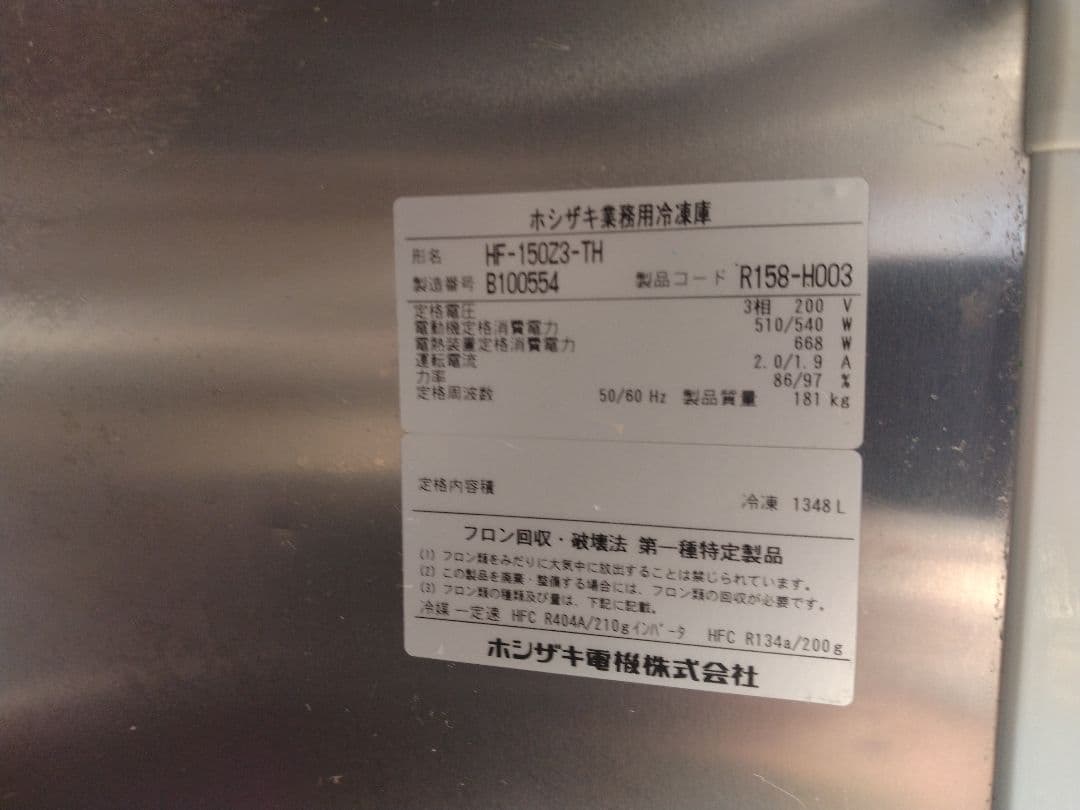 ホシザキ業務用冷凍庫
形名 HF-150Z3-TH
製造番号 B100554 製品コード R158-H003
定格電圧 3相 200 V
電動機定格消費電力 510/540 W
電熱装置定格消費電力 668 W
運転電流 2.0/1.9 A
力率 86/97 %
定格周波数 50/60 Hz 製品質量 181 kg
定格内容積 冷凍 1348 L
フロン回収・破壊法 第一種特定製品
(1) フロン類をみだりに大気中に放出することは禁じられています。
(2) この製品を廃棄・整備する場合には、フロン類の回収が必要です。
(3) フロン類の種類及び量は、下記に記載。
冷媒 一定速 HFC R404A/210g インバータ HFC R134a/200g
ホシザキ電機株式会社